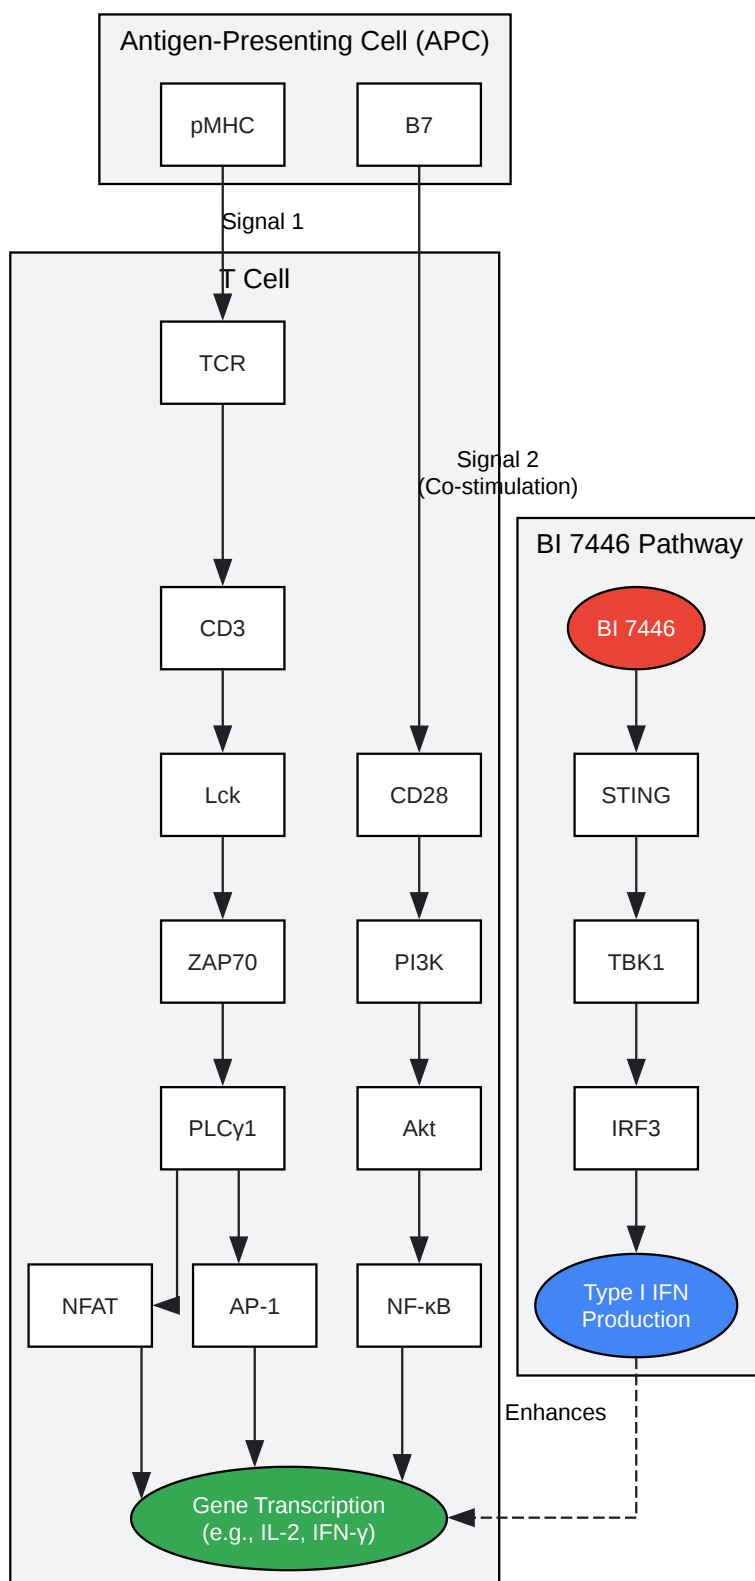 Antigen-Presenting Cell (APC)
pMHC
B7
Signal 1
T Cell
TCR
Signal 2
(Co-stimulation)
BI 7446 Pathway
CD3
BI 7446
Lck
CD28
STING
ZAP70
PI3K
TBK1
PLCγ1
Akt
IRF3
NFAT
AP-1
NF-κB
Type I IFN
Production
Enhances
Gene Transcription
(e.g., IL-2, IFN-γ)